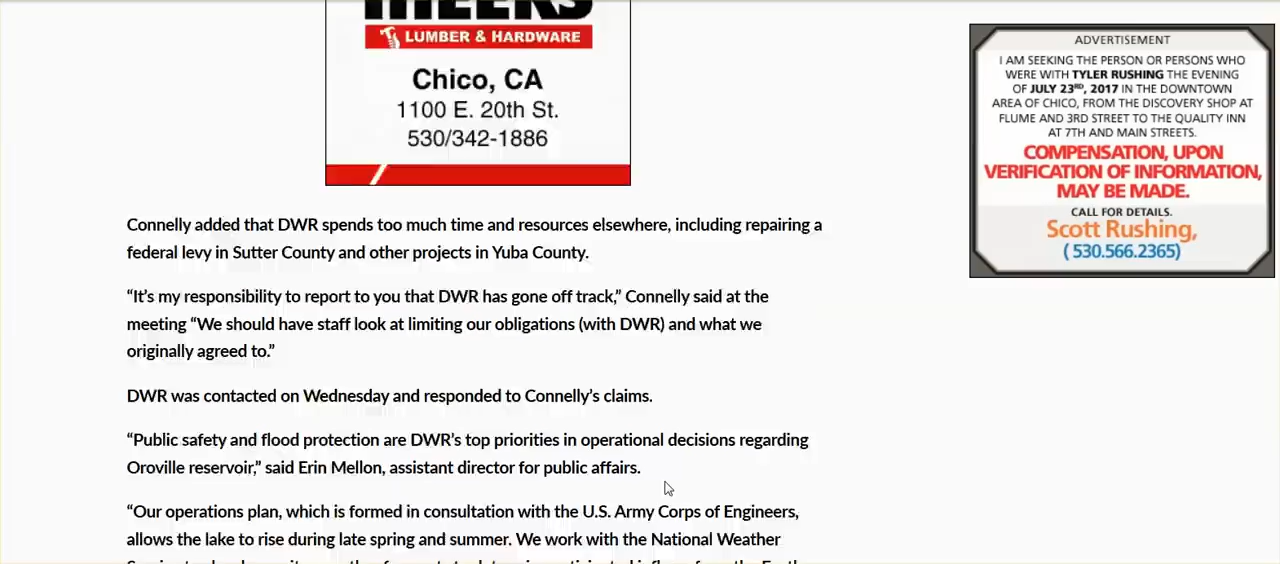 LUMBER & HARDWARE
Chico, CA
1100 E. 20th St.
530/342-1886
Connelly added that DWR spends too much time and resources elsewhere, including repairing a
federal levy in Sutter County and other projects in Yuba County.
“It’s my responsibility to report to you that DWR has gone off track,” Connelly said at the
meeting “We should have staff look at limiting our obligations (with DWR) and what we
originally agreed to.”
DWR was contacted on Wednesday and responded to Connelly’s claims.
“Public safety and flood protection are DWR’s top priorities in operational decisions regarding
Oroville reservoir,” said Erin Mellon, assistant director for public affairs.
“Our operations plan, which is formed in consultation with the U.S. Army Corps of Engineers,
allows the lake to rise during late spring and summer. We work with the National Weather
ADVERTISEMENT
I AM SEEKING THE PERSON OR PERSONS WHO
WERE WITH TYLER RUSHING THE EVENING
OF JULY 23RD, 2017 IN THE DOWNTOWN
AREA OF CHICO, FROM THE DISCOVERY SHOP AT
FLUME AND 3RD STREET TO THE QUALITY INN
AT 7TH AND MAIN STREETS.
COMPENSATION, UPON
VERIFICATION OF INFORMATION,
MAY BE MADE.
CALL FOR DETAILS.
Scott Rushing,
( 530.566.2365)